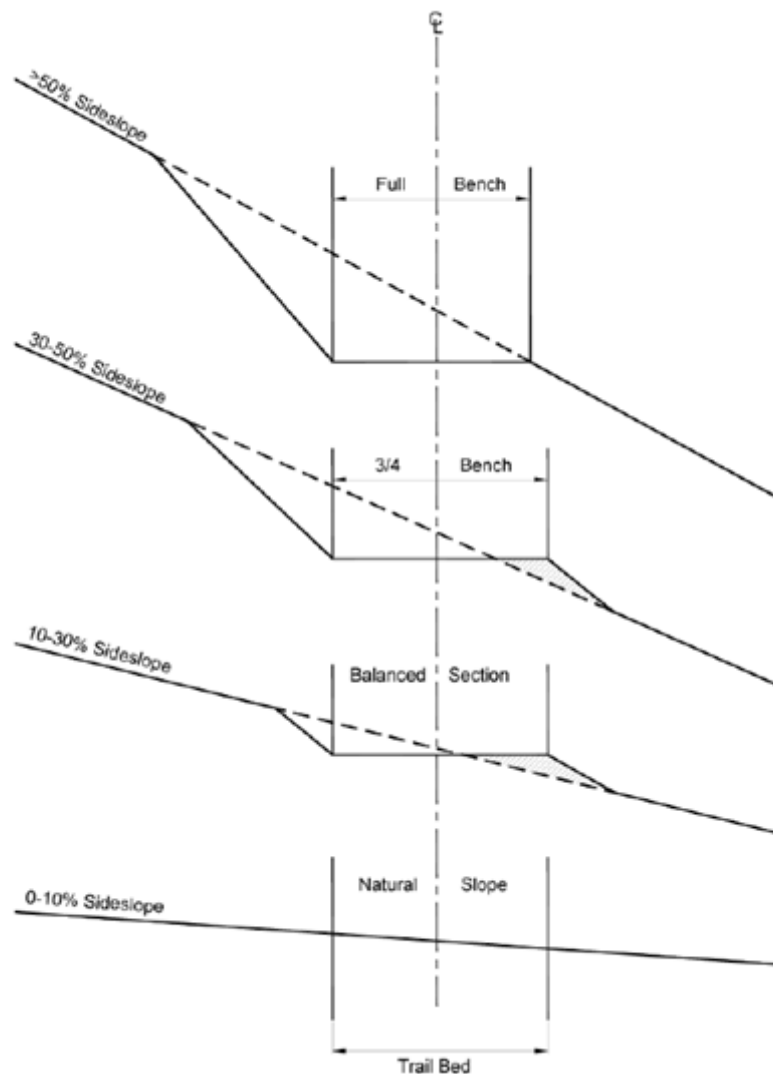 ℄
>50% Sideslope
Full Bench
30-50% Sideslope
3/4 Bench
10-30% Sideslope
Balanced Section
0-10% Sideslope
Natural Slope
Trail Bed